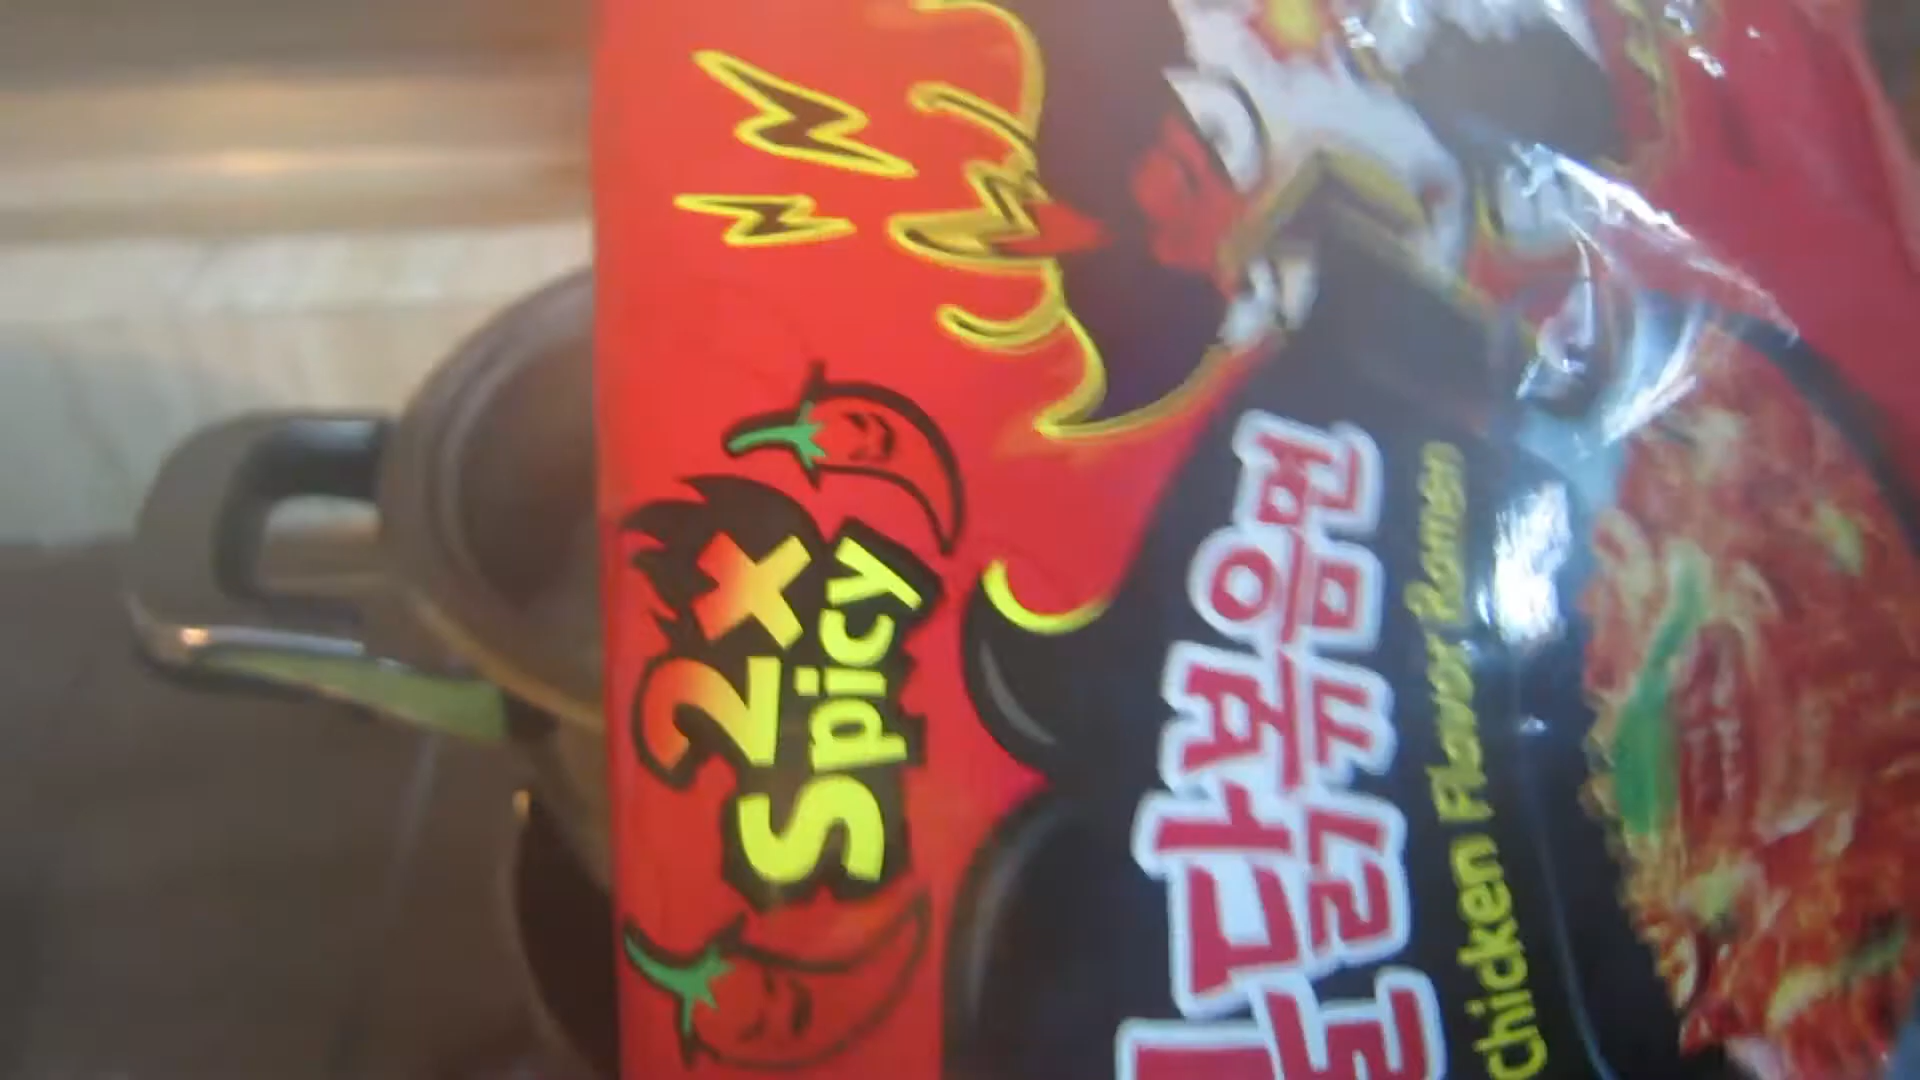 2x
Spicy
닭볶음면
Chicken Flavor Ramen